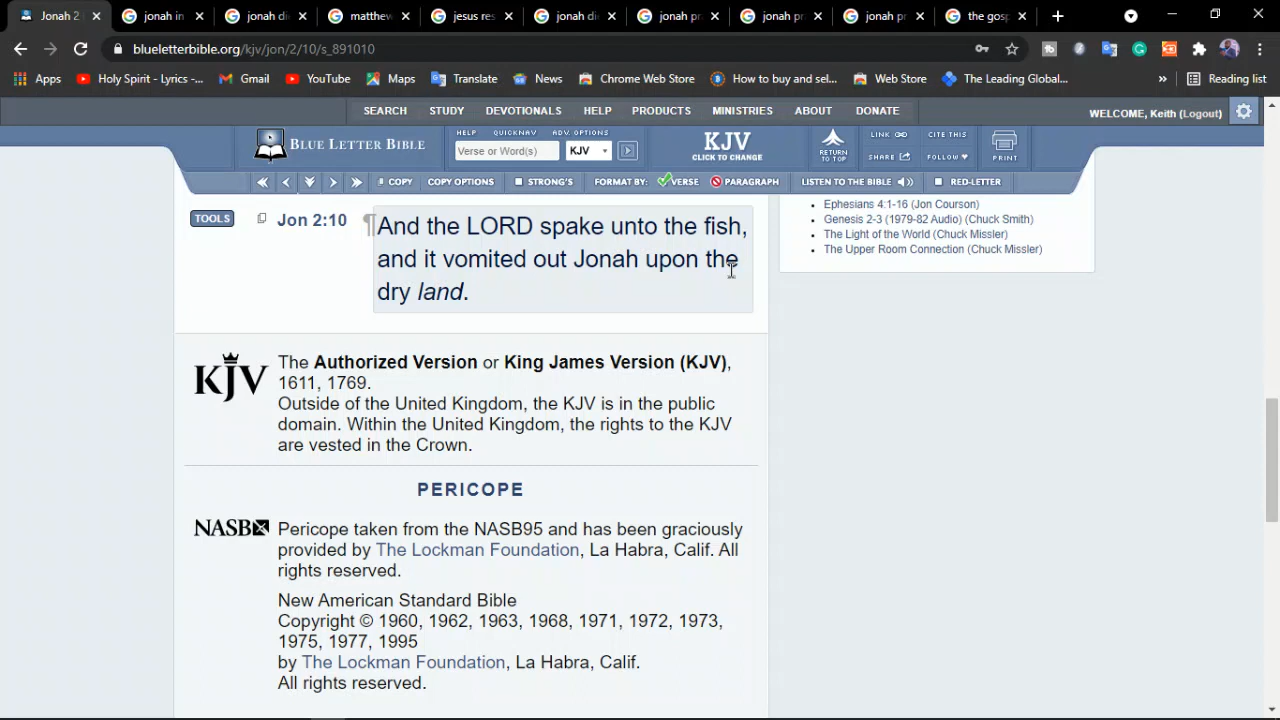 Jonah 2
jonah in
jonah di
matthew
jesus res
jonah di
jonah pr
jonah pr
jonah pr
the gosp
blueletterbible.org/kjv/jon/2/10/s_891010
Apps
Holy Spirit - Lyrics -...
Gmail
YouTube
Maps
Translate
News
Chrome Web Store
How to buy and sel...
Web Store
The Leading Global...
»
Reading list
SEARCH STUDY DEVOTIONALS HELP PRODUCTS MINISTRIES ABOUT DONATE
WELCOME, Keith (Logout)
BLUE LETTER BIBLE
HELP QUICKNAV ADV. OPTIONS
Verse or Word(s)
KJV
KJV
CLICK TO CHANGE
RETURN
TO TOP
LINK
CITE THIS
SHARE
FOLLOW
PRINT
COPY
COPY OPTIONS
STRONG'S
FORMAT BY:
VERSE
PARAGRAPH
LISTEN TO THE BIBLE
RED-LETTER
TOOLS
Jon 2:10
¶And the LORD spake unto the fish,
and it vomited out Jonah upon the
dry land.
Ephesians 4:1-16 (Jon Courson)
Genesis 2-3 (1979-82 Audio) (Chuck Smith)
The Light of the World (Chuck Missler)
The Upper Room Connection (Chuck Missler)
KJV
The Authorized Version or King James Version (KJV),
1611, 1769.
Outside of the United Kingdom, the KJV is in the public
domain. Within the United Kingdom, the rights to the KJV
are vested in the Crown.
PERICOPE
NASB
Pericope taken from the NASB95 and has been graciously
provided by The Lockman Foundation, La Habra, Calif. All
rights reserved.
New American Standard Bible
Copyright © 1960, 1962, 1963, 1968, 1971, 1972, 1973,
1975, 1977, 1995
by The Lockman Foundation, La Habra, Calif.
All rights reserved.